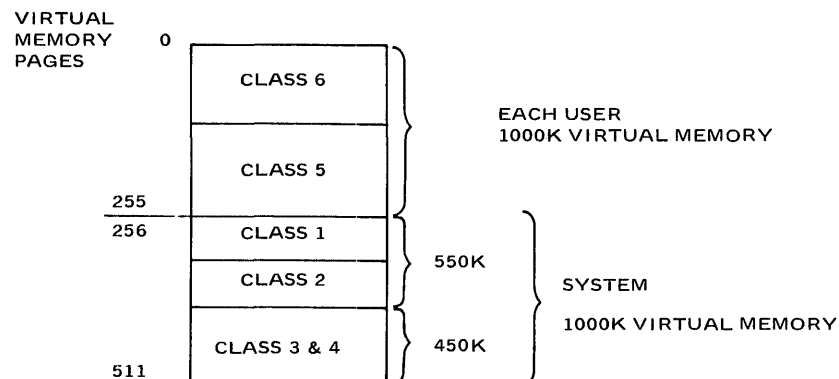 VIRTUAL
MEMORY
PAGES
0
CLASS 6
EACH USER
1000K VIRTUAL MEMORY
CLASS 5
255
256
CLASS 1
550K
CLASS 2
SYSTEM
1000K VIRTUAL MEMORY
CLASS 3 & 4
450K
511